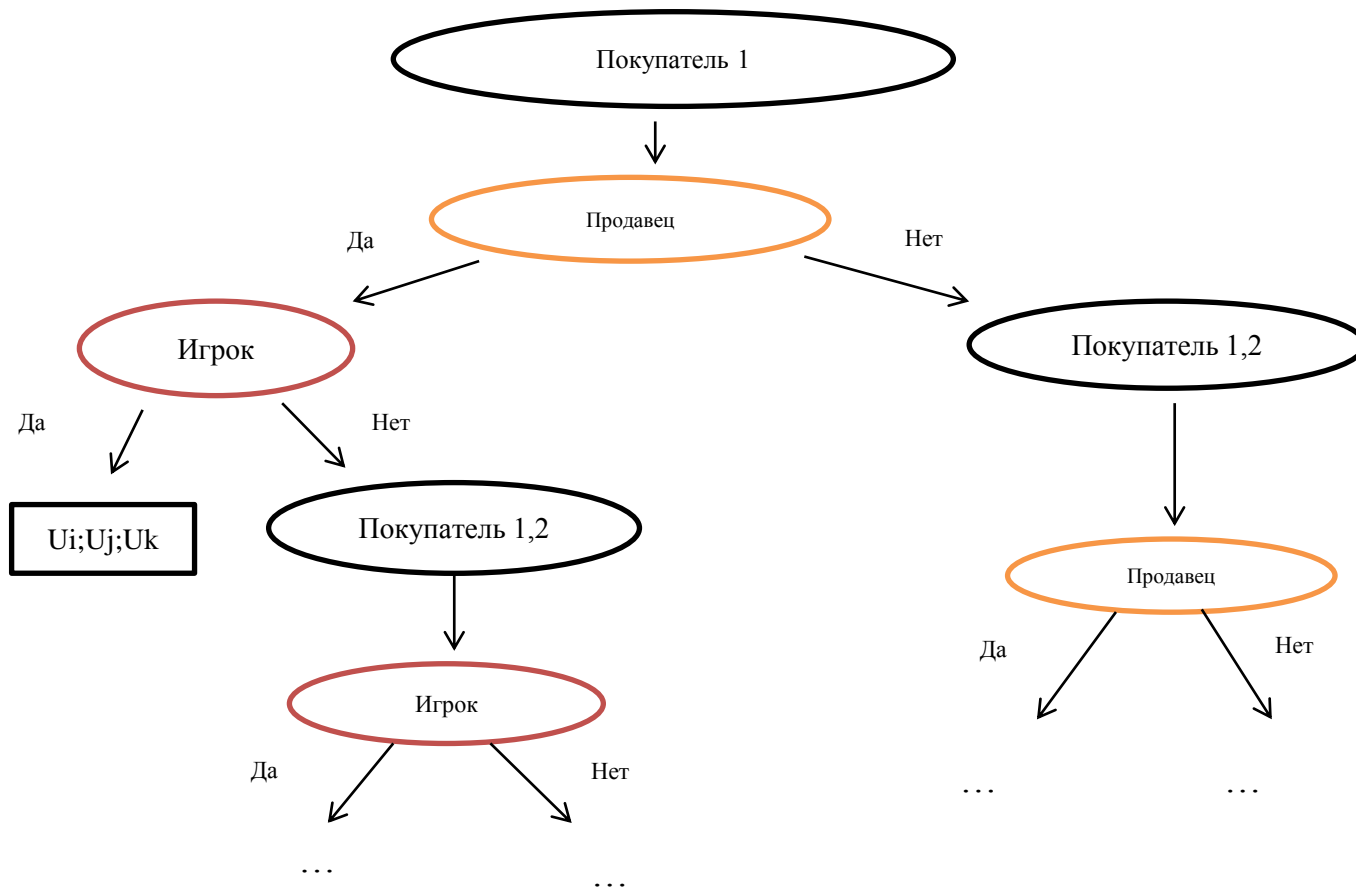 Покупатель 1
Продавец
Да
Нет
Игрок
Покупатель 1,2
Да
Нет
Ui;Uj;Uk
Покупатель 1,2
Продавец
Да
Нет
Игрок
Да
Нет
...
...
...
...